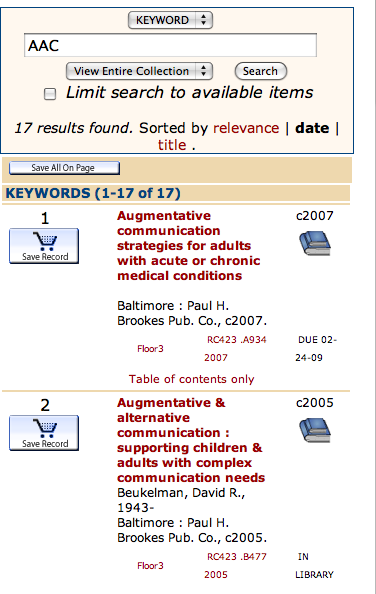 KEYWORD
AAC
View Entire Collection Search
Limit search to available items
17 results found. Sorted by relevance | date |
title .
Save All On Page
KEYWORDS (1-17 of 17)
1
Save Record
Augmentative
communication
strategies for adults
with acute or chronic
medical conditions
c2007
Baltimore : Paul H.
Brookes Pub. Co., c2007.
Floor3
RC423 .A934
2007
DUE 02-
24-09
Table of contents only
2
Save Record
Augmentative &
alternative
communication :
supporting children &
adults with complex
communication needs
c2005
Beukelman, David R.,
1943-
Baltimore : Paul H.
Brookes Pub. Co., c2005.
Floor3
RC423 .B477
2005
IN
LIBRARY